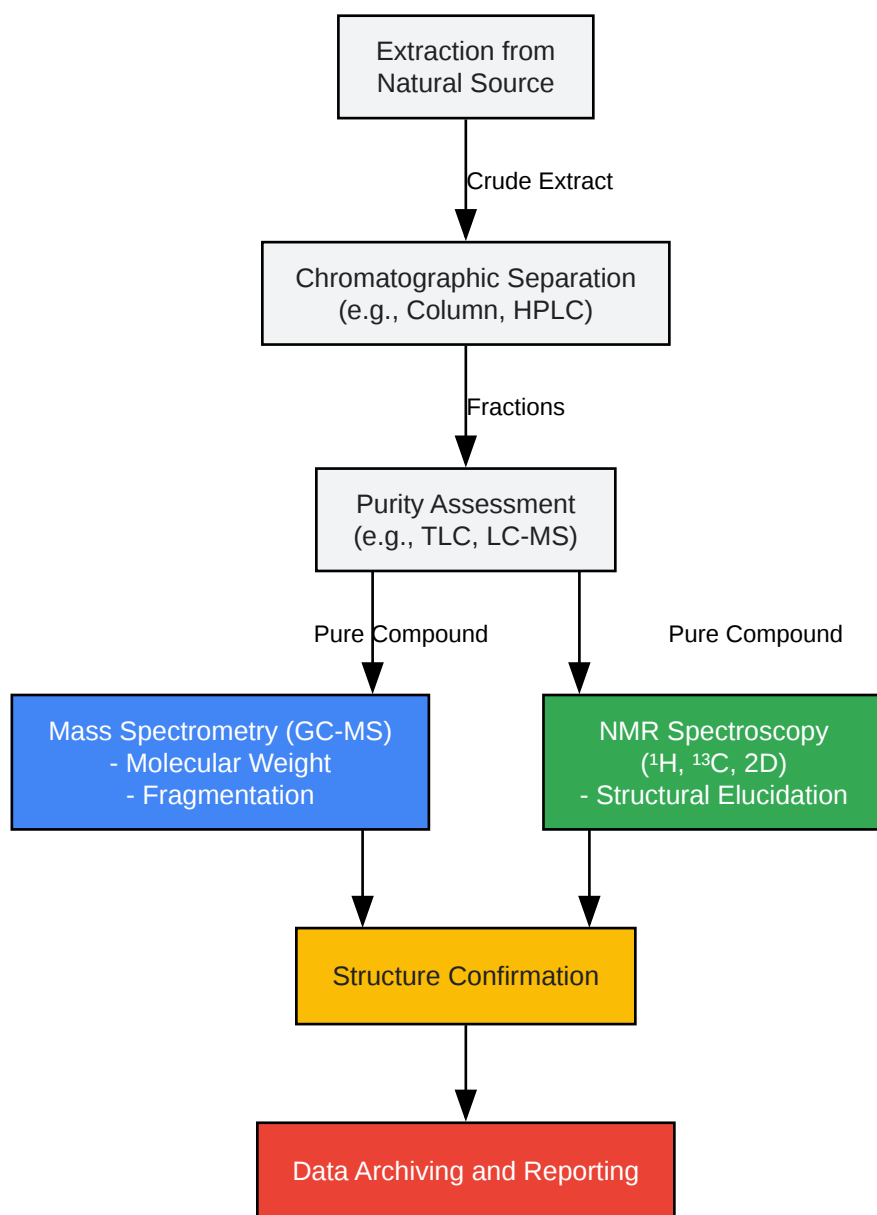 Extraction from
Natural Source
Crude Extract
Chromatographic Separation
(e.g., Column, HPLC)
Fractions
Purity Assessment
(e.g., TLC, LC-MS)
Pure Compound
Pure Compound
Mass Spectrometry (GC-MS)
- Molecular Weight
- Fragmentation
NMR Spectroscopy
(¹H, ¹³C, 2D)
- Structural Elucidation
Structure Confirmation
Data Archiving and Reporting